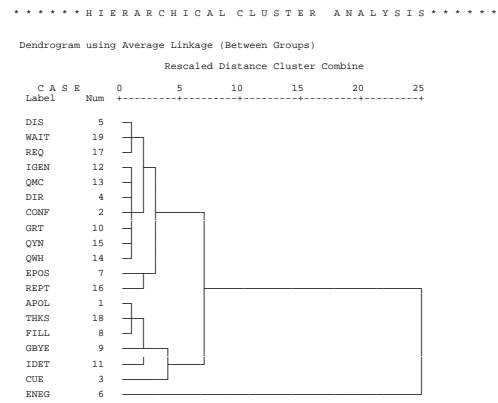 * * * * * * H I E R A R C H I C A L C L U S T E R A N A L Y S I S * * * * * *
Dendrogram using Average Linkage (Between Groups)
Rescaled Distance Cluster Combine
C A S E 0 5 10 15 20 25
Label Num +---------+---------+---------+---------+---------+
DIS 5
WAIT 19
REQ 17
IGEN 12
QMC 13
DIR 4
CONF 2
GRT 10
QYN 15
QWH 14
EPOS 7
REPT 16
APOL 1
THKS 18
FILL 8
GBYE 9
IDET 11
CUE 3
ENEG 6